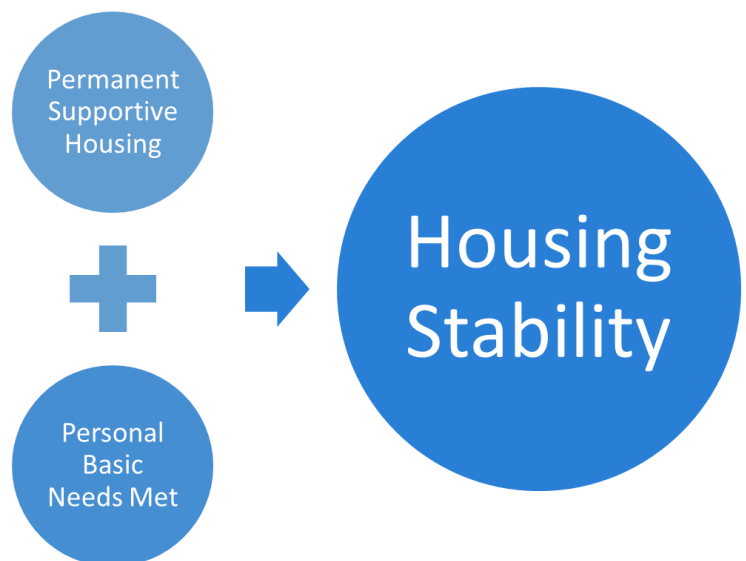 Permanent
Supportive
Housing
Personal
Basic
Needs Met
Housing
Stability